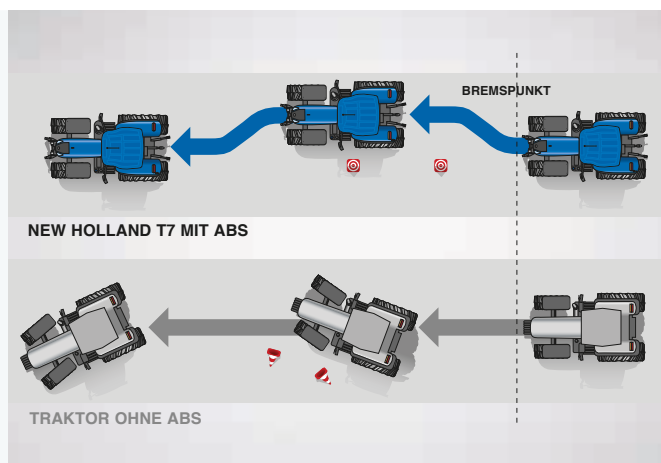 BREMSPUNKT
NEW HOLLAND T7 MIT ABS
TRAKTOR OHNE ABS